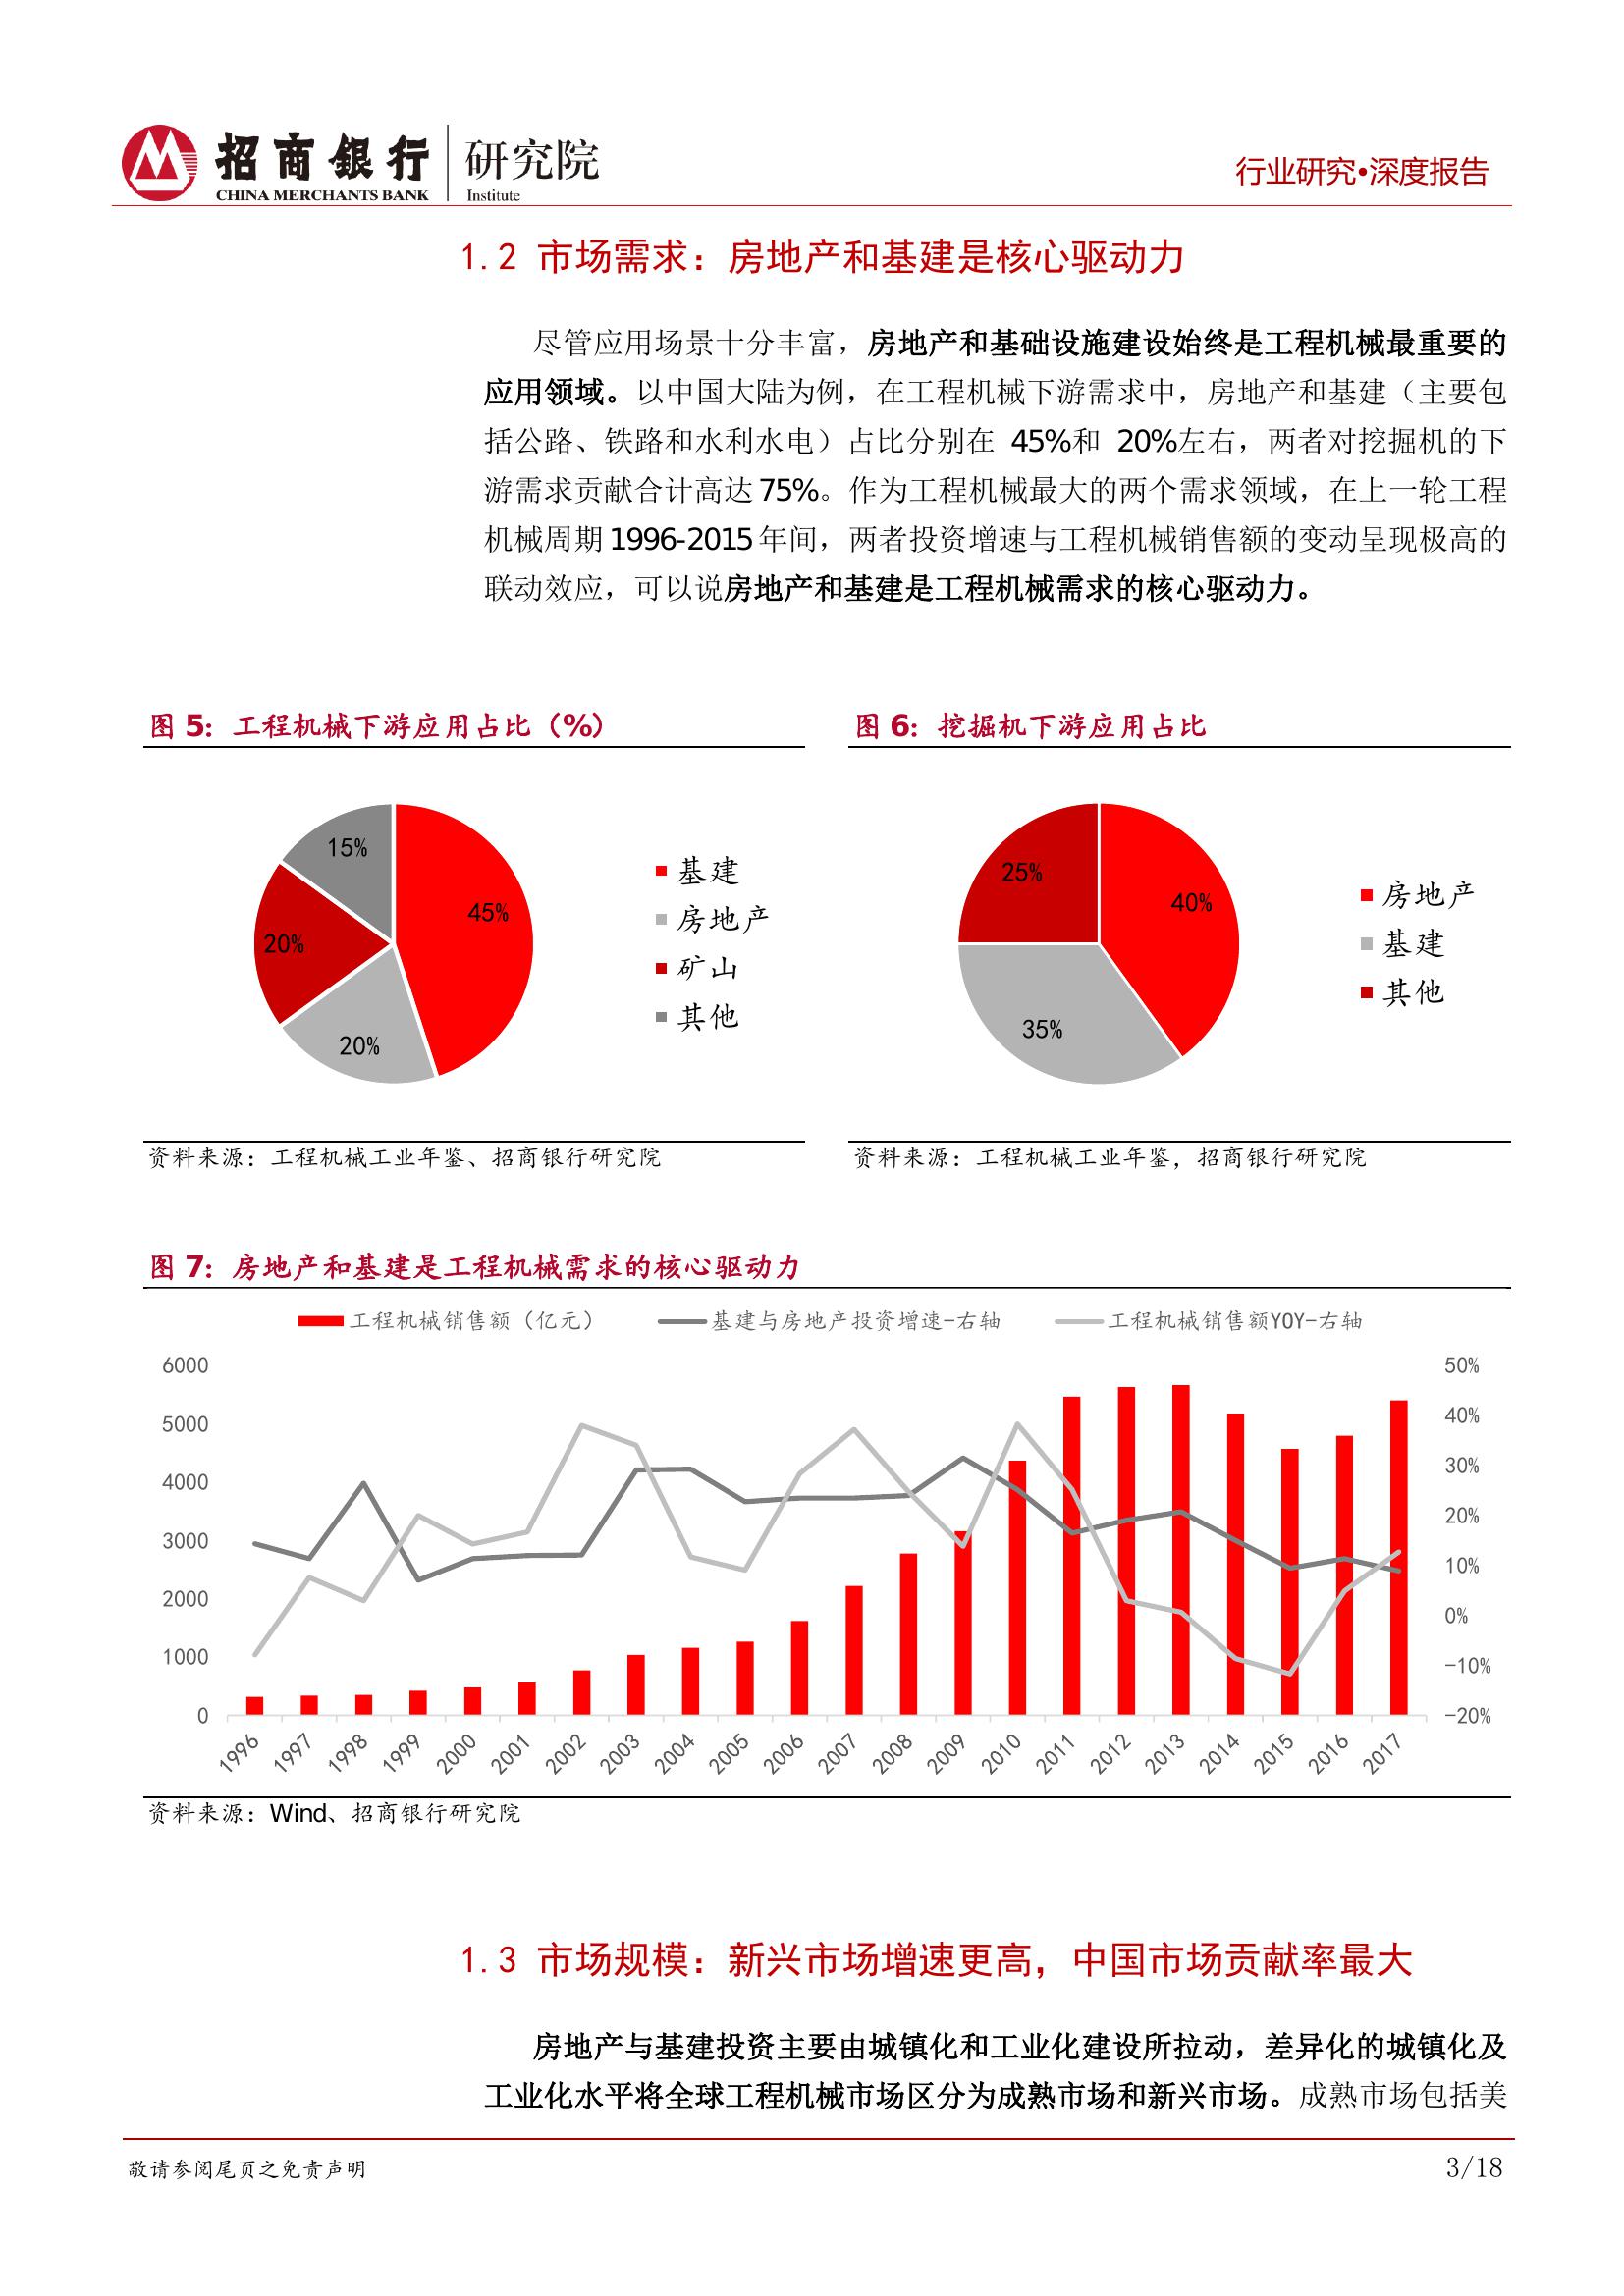 招商银行
CHINA MERCHANTS BANK
研究院
Institute
行业研究•深度报告
1.2 市场需求：房地产和基建是核心驱动力
尽管应用场景十分丰富，房地产和基础设施建设始终是工程机械最重要的
应用领域。以中国大陆为例，在工程机械下游需求中，房地产和基建（主要包
括公路、铁路和水利水电）占比分别在 45%和 20%左右，两者对挖掘机的下
游需求贡献合计高达 75%。作为工程机械最大的两个需求领域，在上一轮工程
机械周期 1996-2015 年间，两者投资增速与工程机械销售额的变动呈现极高的
联动效应，可以说房地产和基建是工程机械需求的核心驱动力。
图 5：工程机械下游应用占比（%）
45%
20%
20%
15%
基建
房地产
矿山
其他
资料来源：工程机械工业年鉴、招商银行研究院
图 6：挖掘机下游应用占比
40%
35%
25%
房地产
基建
其他
资料来源：工程机械工业年鉴，招商银行研究院
图 7：房地产和基建是工程机械需求的核心驱动力
工程机械销售额（亿元） 基建与房地产投资增速-右轴 工程机械销售额YOY-右轴
6000
5000
4000
3000
2000
1000
0
50%
40%
30%
20%
10%
0%
-10%
-20%
1996 1997 1998 1999 2000 2001 2002 2003 2004 2005 2006 2007 2008 2009 2010 2011 2012 2013 2014 2015 2016 2017
资料来源：Wind、招商银行研究院
1.3 市场规模：新兴市场增速更高，中国市场贡献率最大
房地产与基建投资主要由城镇化和工业化建设所拉动，差异化的城镇化及
工业化水平将全球工程机械市场区分为成熟市场和新兴市场。成熟市场包括美
敬请参阅尾页之免责声明
3/18